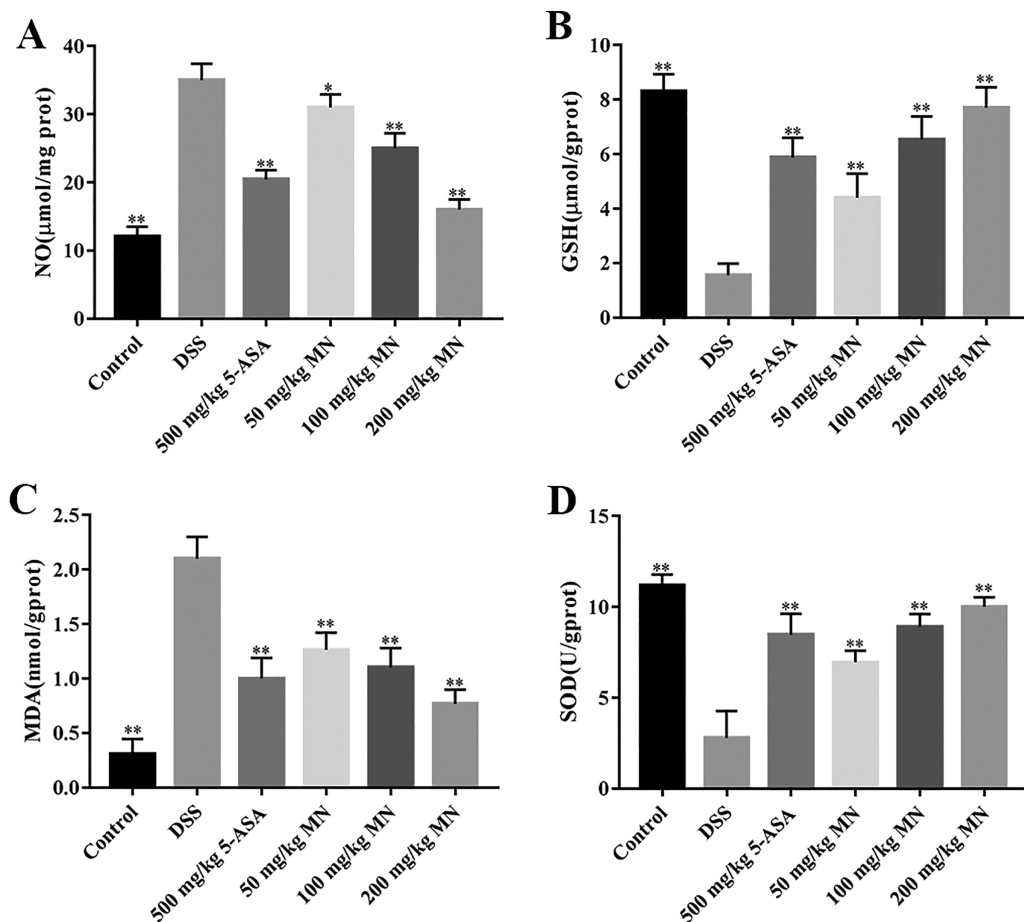 A
NO(μmol/mg prot)
40
30
20
10
0
**
**
*
**
**
Control
DSS
500 mg/kg 5-ASA
50 mg/kg MN
100 mg/kg MN
200 mg/kg MN
B
GSH(μmol/gprot)
10
8
6
4
2
0
**
**
**
**
**
Control
DSS
500 mg/kg 5-ASA
50 mg/kg MN
100 mg/kg MN
200 mg/kg MN
C
MDA(nmol/gprot)
2.5
2.0
1.5
1.0
0.5
0.0
**
**
**
**
**
Control
DSS
500 mg/kg 5-ASA
50 mg/kg MN
100 mg/kg MN
200 mg/kg MN
D
SOD(U/gprot)
15
10
5
0
**
**
**
**
**
Control
DSS
500 mg/kg 5-ASA
50 mg/kg MN
100 mg/kg MN
200 mg/kg MN